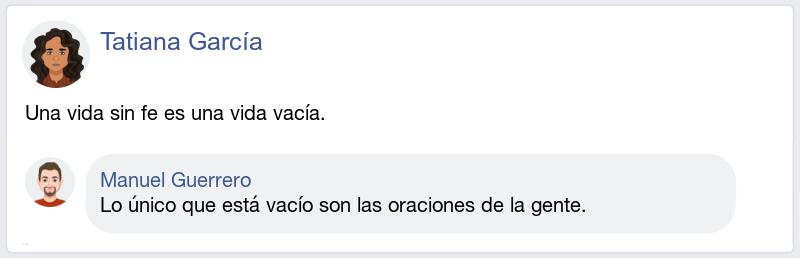 Tatiana García
Una vida sin fe es una vida vacía.
Manuel Guerrero
Lo único que está vacío son las oraciones de la gente.